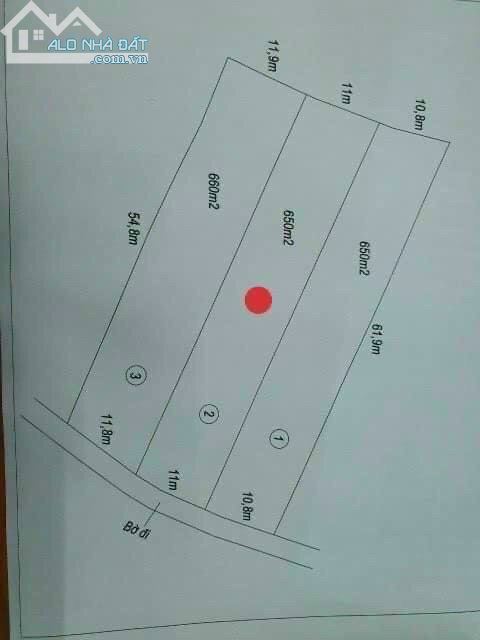 ALO NHÀ ĐẤT
.com.vn
11,9m
11m
10,8m
660m2
650m2
650m2
54,8m
61,9m
3
2
1
11,8m
11m
10,8m
Bờ đi